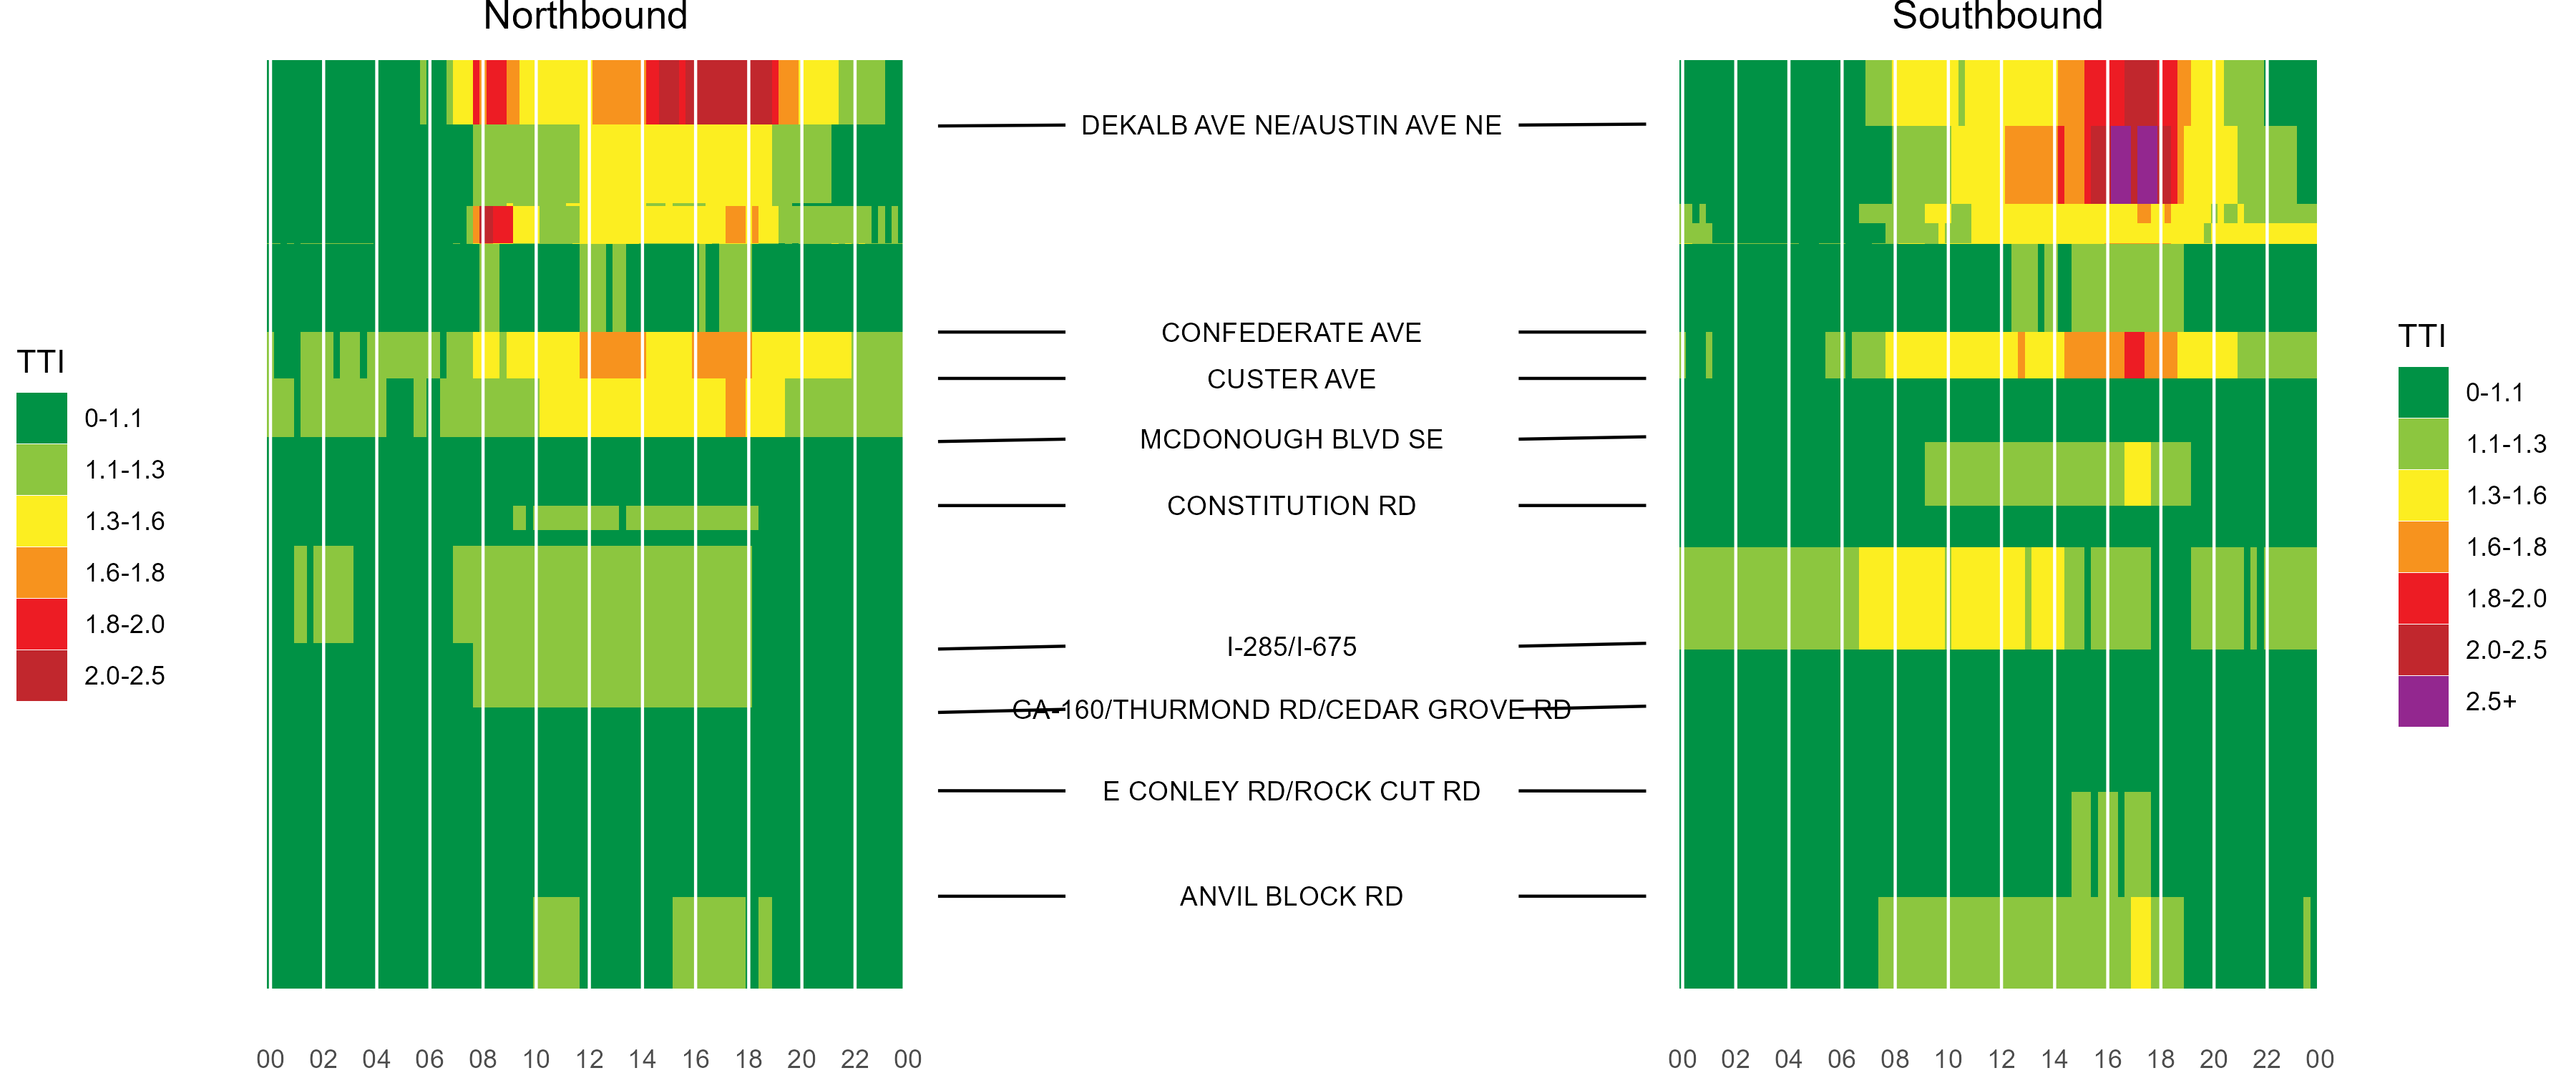 Northbound
Southbound
DEKALB AVE NE/AUSTIN AVE NE
CONFEDERATE AVE
CUSTER AVE
MCDONOUGH BLVD SE
CONSTITUTION RD
I-285/I-675
GA-160/THURMOND RD/CEDAR GROVE RD
E CONLEY RD/ROCK CUT RD
ANVIL BLOCK RD
TTI
0-1.1
1.1-1.3
1.3-1.6
1.6-1.8
1.8-2.0
2.0-2.5
TTI
0-1.1
1.1-1.3
1.3-1.6
1.6-1.8
1.8-2.0
2.0-2.5
2.5+
00 02 04 06 08 10 12 14 16 18 20 22 00
00 02 04 06 08 10 12 14 16 18 20 22 00